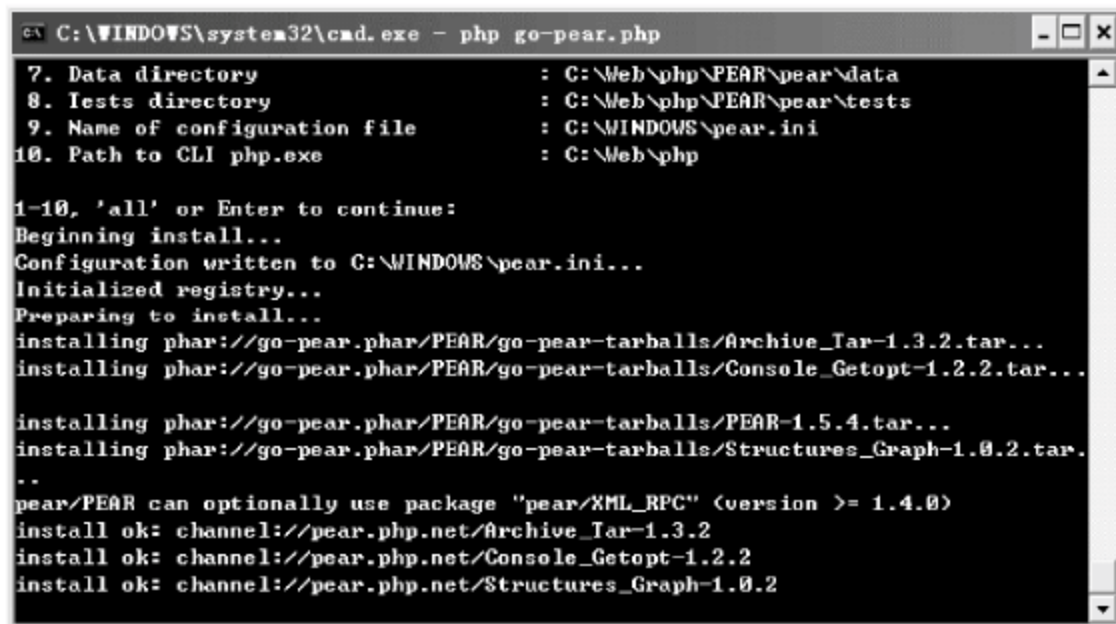 C:\WINDOWS\system32\cmd.exe - php go-pear.php
7. Data directory : C:\Web\php\PEAR\pear\data
8. Tests directory : C:\Web\php\PEAR\pear\tests
9. Name of configuration file : C:\WINDOWS\pear.ini
10. Path to CLI php.exe : C:\Web\php
1-10, 'all' or Enter to continue:
Beginning install...
Configuration written to C:\WINDOWS\pear.ini...
Initialized registry...
Preparing to install...
installing phar://go-pear.phar/PEAR/go-pear-tarballs/Archive_Tar-1.3.2.tar...
installing phar://go-pear.phar/PEAR/go-pear-tarballs/Console_Getopt-1.2.2.tar...
installing phar://go-pear.phar/PEAR/go-pear-tarballs/PEAR-1.5.4.tar...
installing phar://go-pear.phar/PEAR/go-pear-tarballs/Structures_Graph-1.0.2.tar.
..
pear/PEAR can optionally use package "pear/XML_RPC" (version >= 1.4.0)
install ok: channel://pear.php.net/Archive_Tar-1.3.2
install ok: channel://pear.php.net/Console_Getopt-1.2.2
install ok: channel://pear.php.net/Structures_Graph-1.0.2